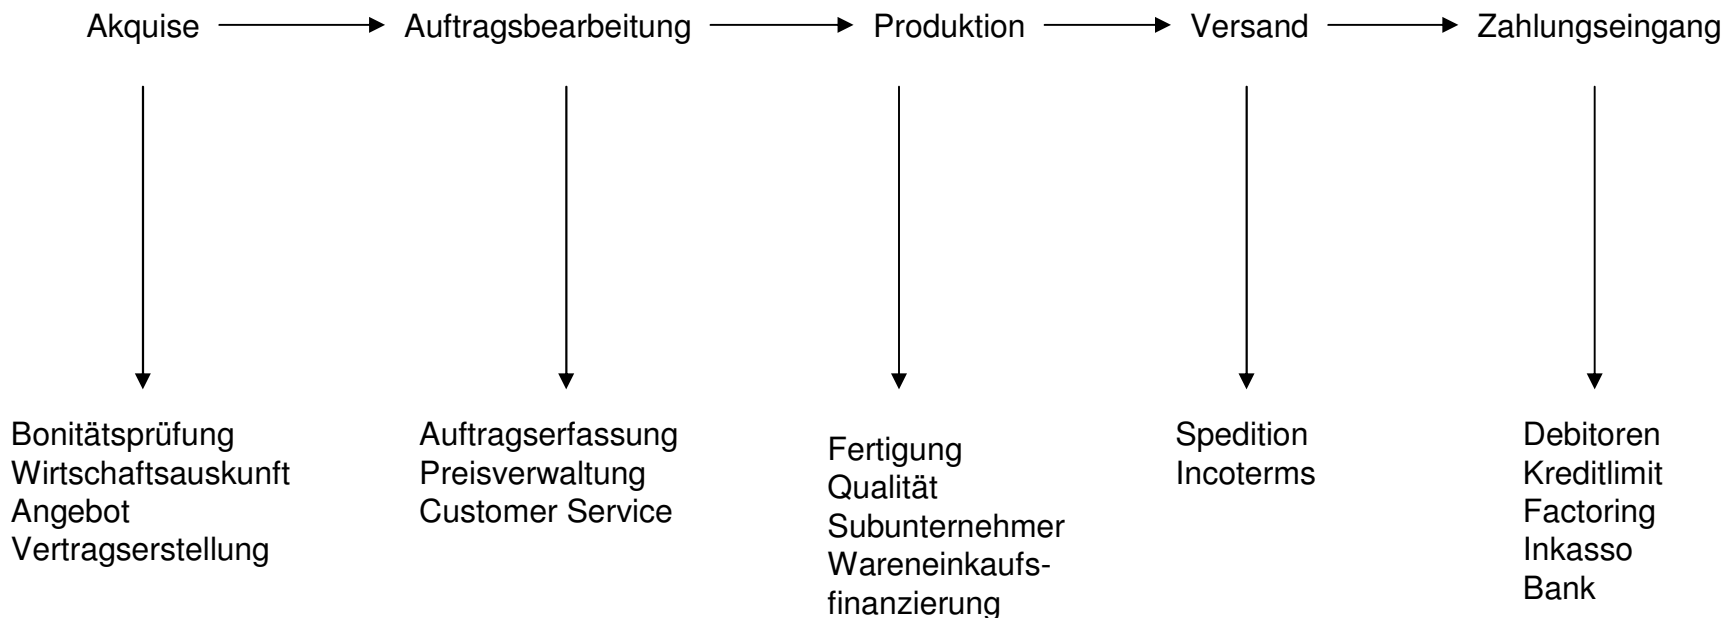 Akquise
Auftragsbearbeitung
Produktion
Versand
Zahlungseingang
Bonitätsprüfung
Wirtschaftsauskunft
Angebot
Vertragserstellung
Auftragserfassung
Preisverwaltung
Customer Service
Fertigung
Qualität
Subunternehmer
Wareneinkaufs-
finanzierung
Spedition
Incoterms
Debitoren
Kreditlimit
Factoring
Inkasso
Bank